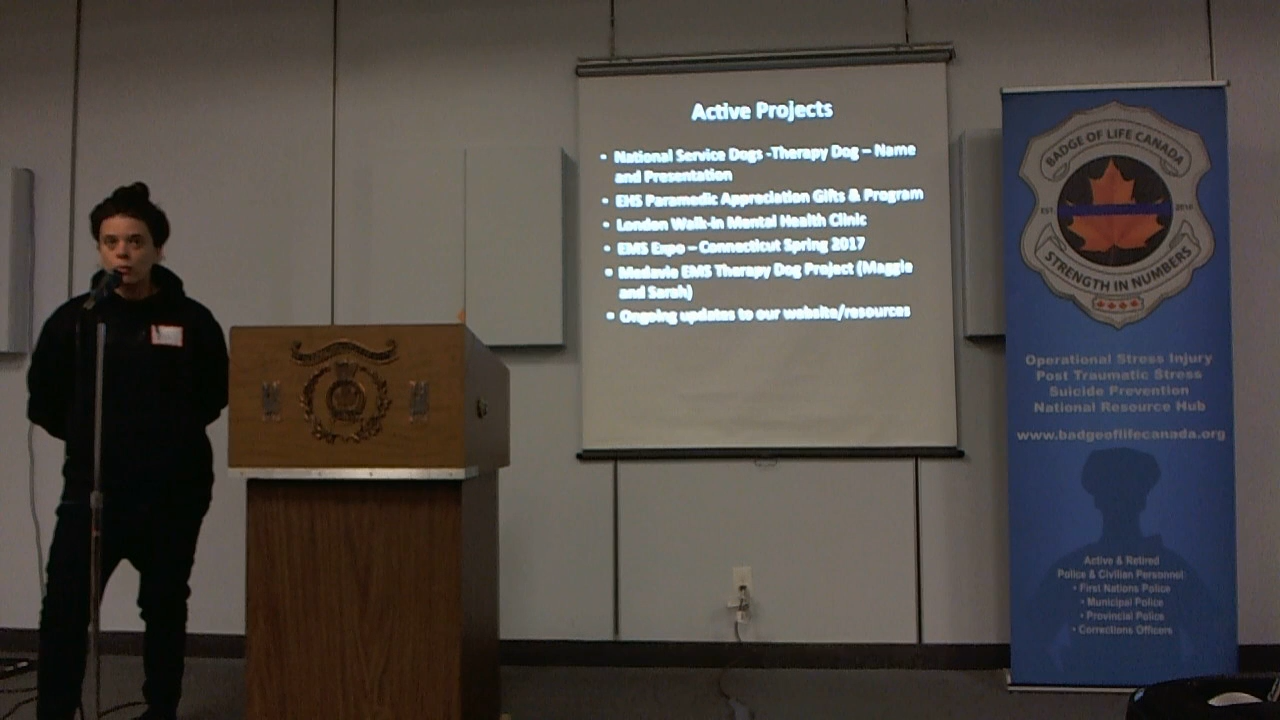 Active Projects
• National Service Dogs -Therapy Dog – Name
and Presentation
• EHS Paramedic Appreciation Gifts & Program
• London Walk-in Mental Health Clinic
• EMS Expo – Connecticut Spring 2017
• Medavie EMS Therapy Dog Project (Maggie
and Sarah)
• Ongoing updates to our website/resources
BADGE OF LIFE CANADA
EST. 2010
STRENGTH IN NUMBERS
Operational Stress Injury
Post Traumatic Stress
Suicide Prevention
National Resource Hub
www.badgeoflifecanada.org
Active & Retired
Police & Civilian Personnel:
• First Nations Police
• Municipal Police
• Provincial Police
• Corrections Officers